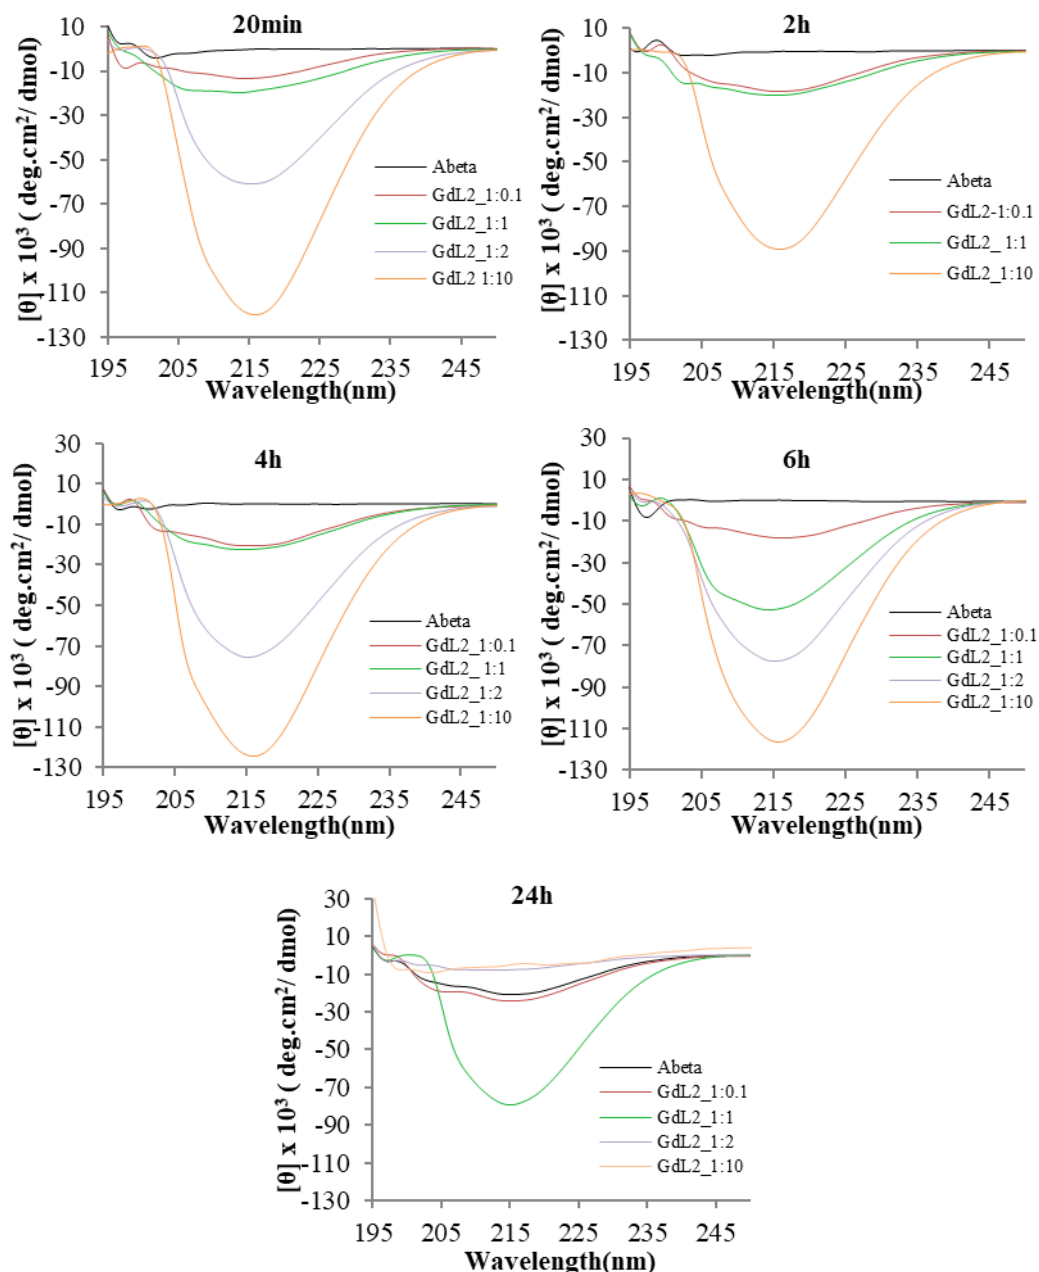 20min
10
-10
-30
-50
-70
-90
-110
-130
[θ] x 10³ ( deg.cm²/ dmol)
Abeta
GdL2_1:0.1
GdL2_1:1
GdL2_1:2
GdL2 1:10
195 205 215 225 235 245
Wavelength(nm)
2h
10
-10
-30
-50
-70
-90
-110
-130
[θ] x 10³ ( deg.cm²/ dmol)
Abeta
GdL2-1:0.1
GdL2_ 1:1
GdL2_1:10
195 205 215 225 235 245
Wavelength(nm)
4h
30
10
-10
-30
-50
-70
-90
-110
-130
[θ] x 10³ ( deg.cm²/ dmol)
Abeta
GdL2_1:0.1
GdL2_ 1:1
GdL2_1:2
GdL2_1:10
195 205 215 225 235 245
Wavelength(nm)
6h
30
10
-10
-30
-50
-70
-90
-110
-130
[θ] x 10³ ( deg.cm²/ dmol)
Abeta
GdL2_1:0.1
GdL2_1:1
GdL2_1:2
GdL2_1:10
195 205 215 225 235 245
Wavelength(nm)
24h
30
10
-10
-30
-50
-70
-90
-110
-130
[θ] x 10³ ( deg.cm²/ dmol)
Abeta
GdL2_1:0.1
GdL2_1:1
GdL2_1:2
GdL2_1:10
195 205 215 225 235 245
Wavelength(nm)